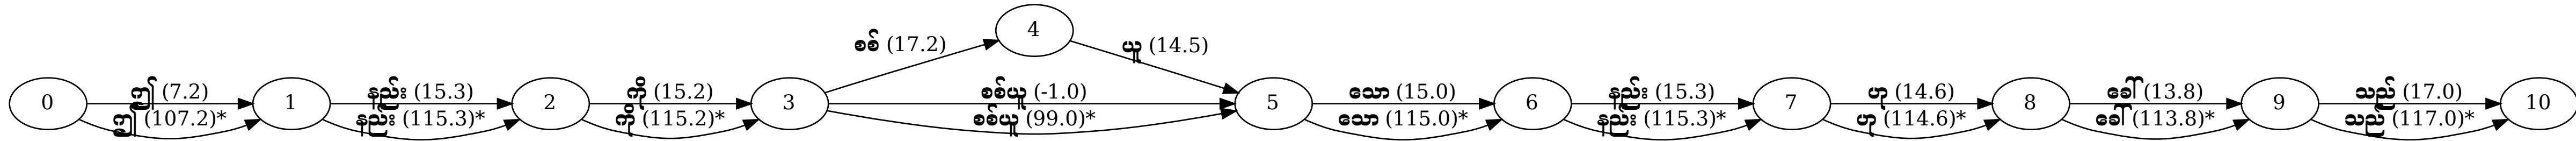 4
စစ် (17.2)
ယူ (14.5)
0
ဤ (7.2)
1
နည်း (15.3)
2
ကို (15.2)
3
စစ်ယူ (-1.0)
5
သော (15.0)
6
နည်း (15.3)
7
ဟု (14.6)
8
ခေါ် (13.8)
9
သည် (17.0)
10
ဤ (107.2)*
နည်း (115.3)*
ကို (115.2)*
စစ်ယူ (99.0)*
သော (115.0)*
နည်း (115.3)*
ဟု (114.6)*
ခေါ် (113.8)*
သည် (117.0)*